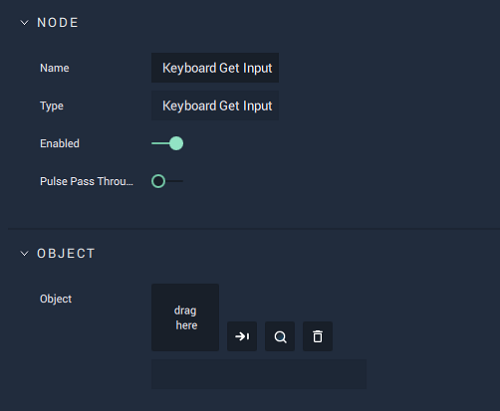 NODE
Name
Keyboard Get Input
Type
Keyboard Get Input
Enabled
Pulse Pass Throu...
OBJECT
Object
drag
here